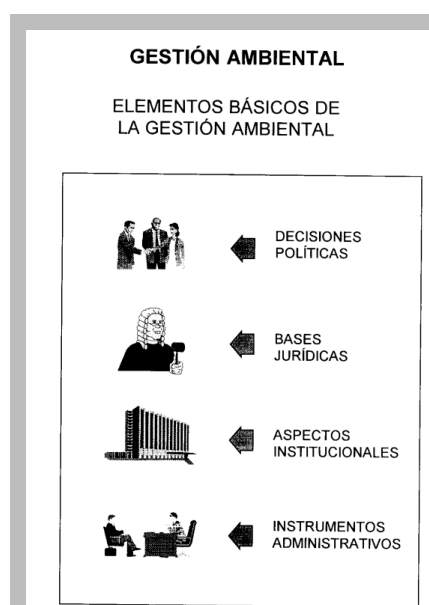 GESTIÓN AMBIENTAL
ELEMENTOS BÁSICOS DE
LA GESTIÓN AMBIENTAL
DECISIONES
POLÍTICAS
BASES
JURÍDICAS
ASPECTOS
INSTITUCIONALES
INSTRUMENTOS
ADMINISTRATIVOS